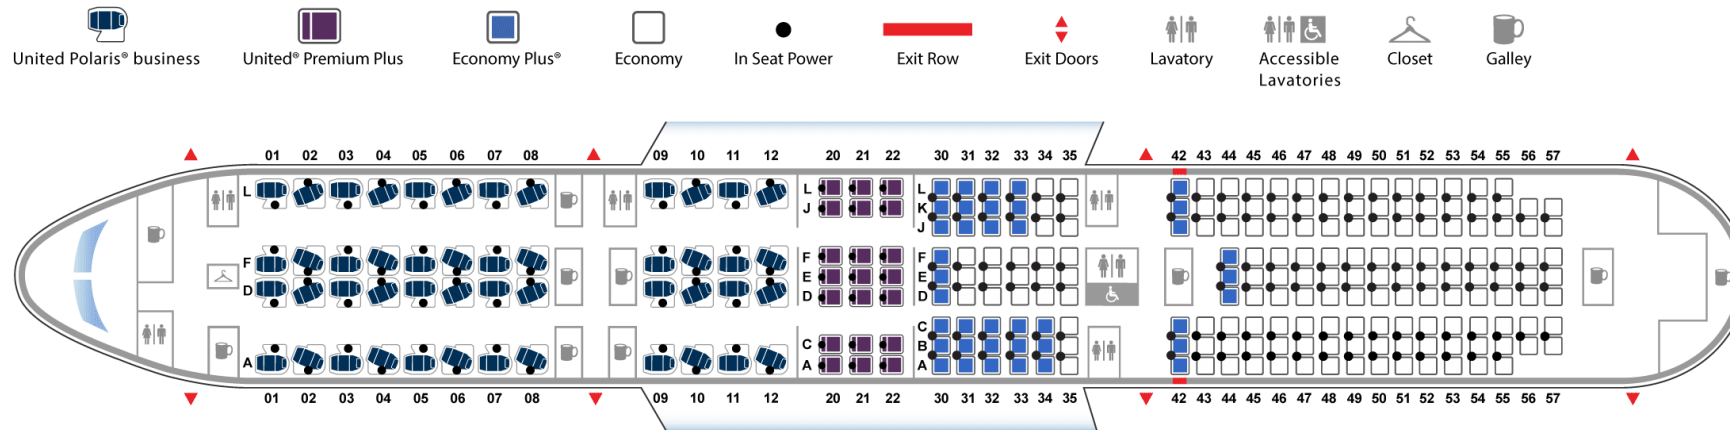 United Polaris® business
United® Premium Plus
Economy Plus®
Economy
In Seat Power
Exit Row
Exit Doors
Lavatory
Accessible
Lavatories
Closet
Galley
01 02 03 04 05 06 07 08 09 10 11 12 20 21 22 30 31 32 33 34 35 42 43 44 45 46 47 48 49 50 51 52 53 54 55 56 57
L L L
J K
J
F F F
D E E
D D
C C
A A B
A
01 02 03 04 05 06 07 08 09 10 11 12 20 21 22 30 31 32 33 34 35 42 43 44 45 46 47 48 49 50 51 52 53 54 55 56 57